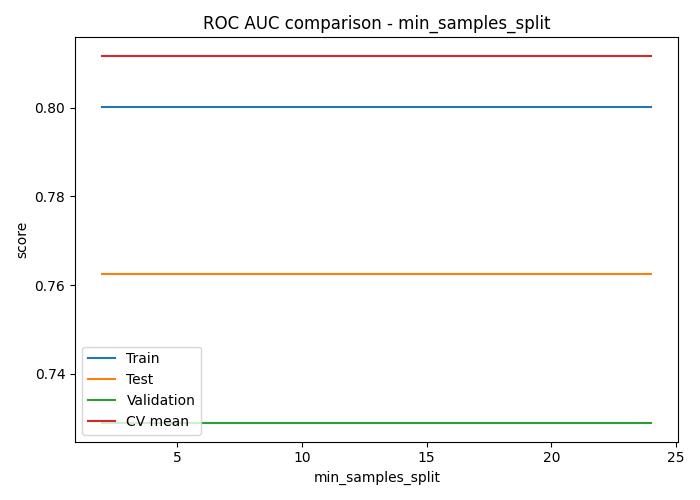 ROC AUC comparison - min_samples_split
score
0.80
0.78
0.76
0.74
Train
Test
Validation
CV mean
5
10
15
20
25
min_samples_split